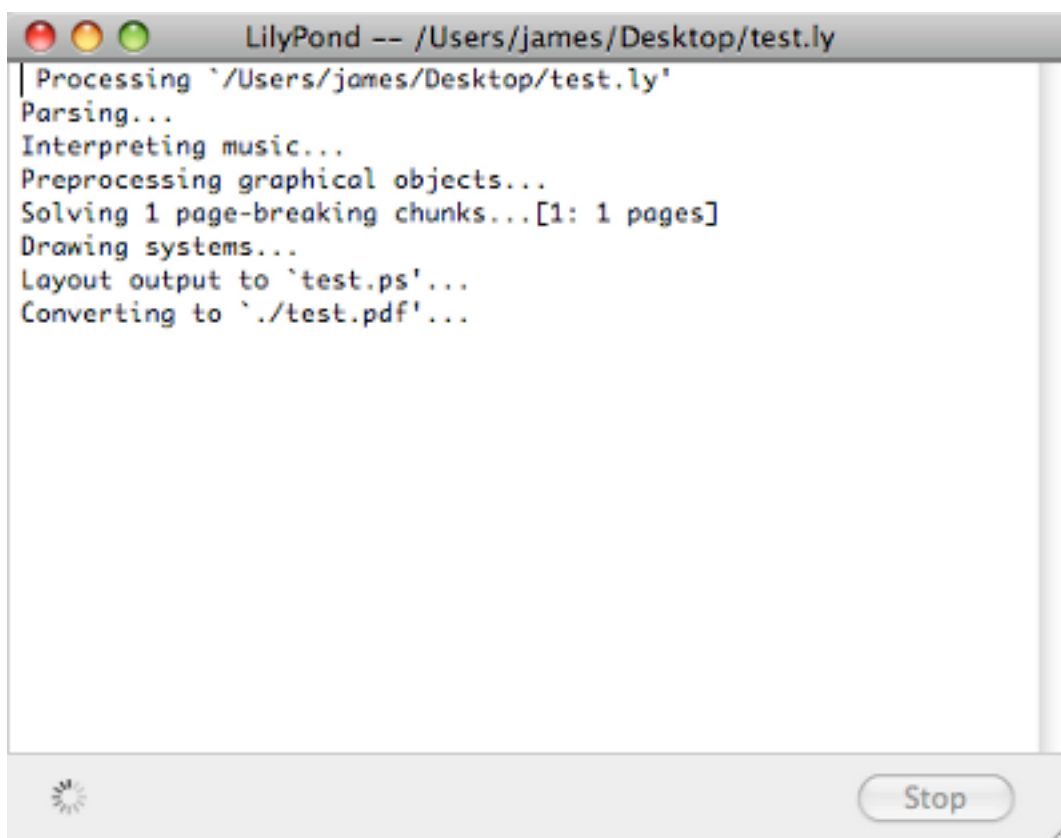 LilyPond -- /Users/james/Desktop/test.ly
Processing `/Users/james/Desktop/test.ly'
Parsing...
Interpreting music...
Preprocessing graphical objects...
Solving 1 page-breaking chunks...[1: 1 pages]
Drawing systems...
Layout output to `test.ps'...
Converting to `./test.pdf'...
Stop